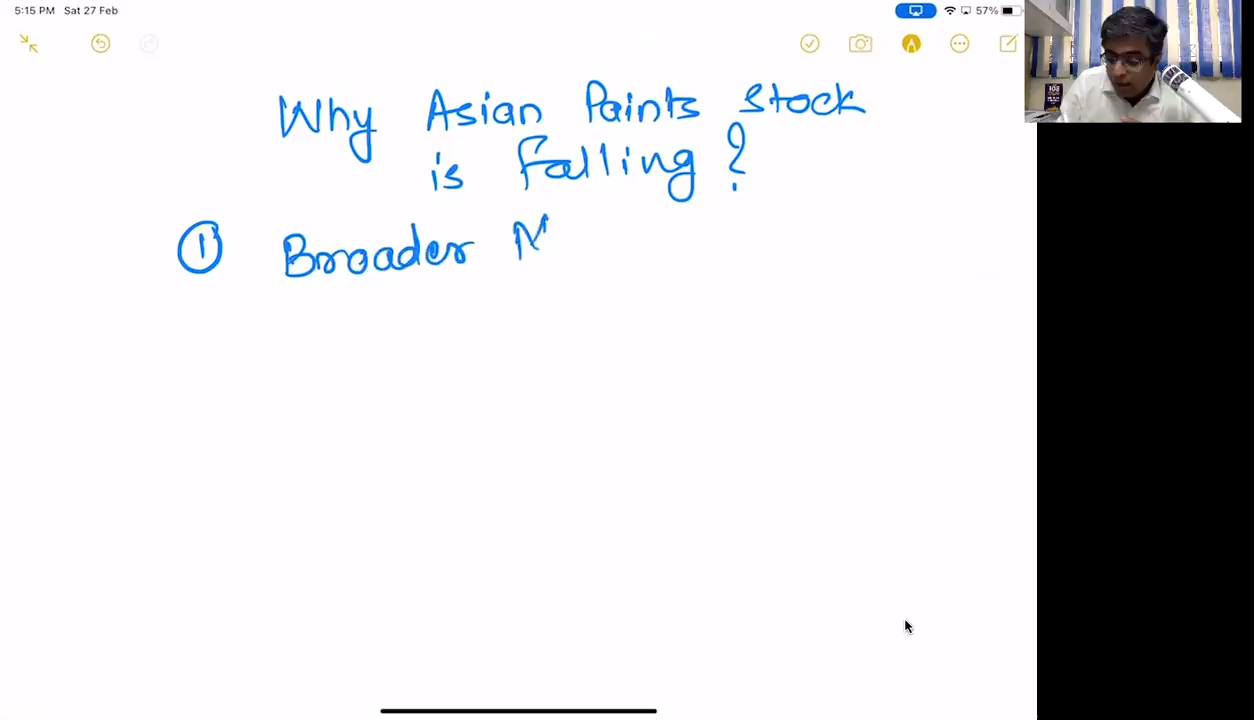 5:15 PM Sat 27 Feb 57%
Why Asian Paints Stock
is falling?
① Broader M